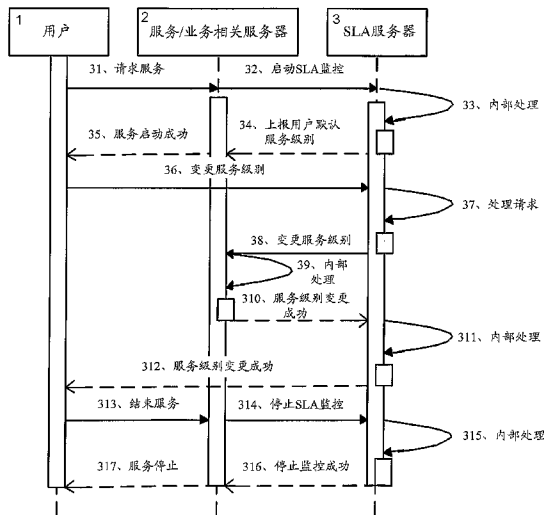 1
用户
2
服务/业务相关服务器
3
SLA服务器
31、请求服务
32、启动SLA监控
33、内部处理
34、上报用户默认
服务级别
35、服务启动成功
36、变更服务级别
37、处理请求
38、变更服务级别
39、内部
处理
310、服务级别变更
成功
311、内部处理
312、服务级别变更成功
313、结束服务
314、停止SLA监控
315、内部处理
316、停止监控成功
317、服务停止